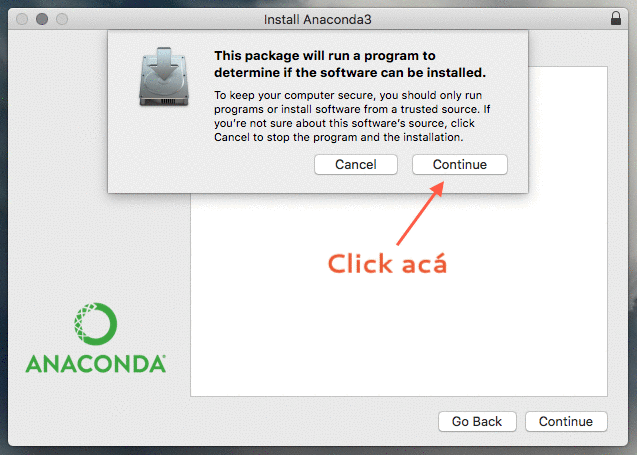 Install Anaconda3
This package will run a program to
determine if the software can be installed.
To keep your computer secure, you should only run
programs or install software from a trusted source. If
you're not sure about this software's source, click
Cancel to stop the program and the installation.
Cancel
Continue
Click acá
ANACONDA
Go Back
Continue